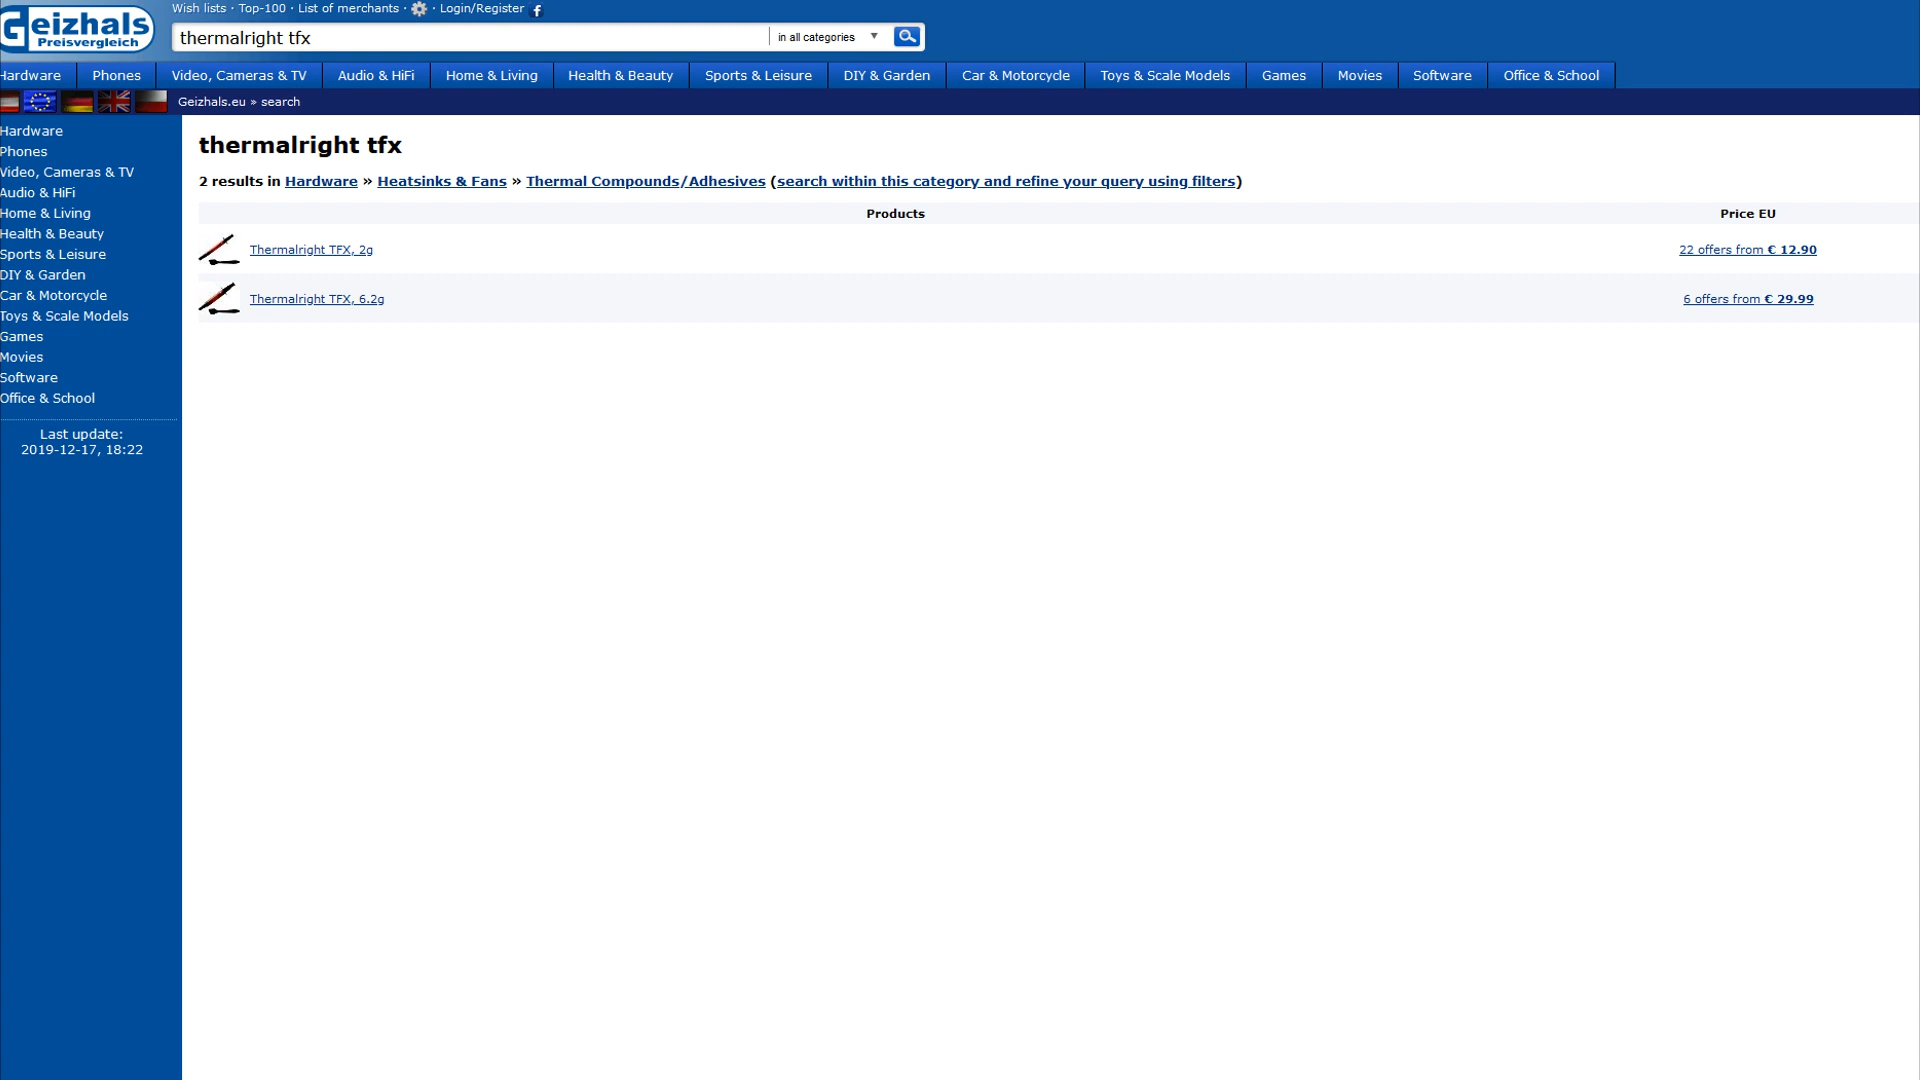 Geizhals
Preisvergleich
Wish lists · Top-100 · List of merchants · · Login/Register f
thermalright tfx
in all categories
Hardware Phones Video, Cameras & TV Audio & HiFi Home & Living Health & Beauty Sports & Leisure DIY & Garden Car & Motorcycle Toys & Scale Models Games Movies Software Office & School
Geizhals.eu » search
Hardware
Phones
Video, Cameras & TV
Audio & HiFi
Home & Living
Health & Beauty
Sports & Leisure
DIY & Garden
Car & Motorcycle
Toys & Scale Models
Games
Movies
Software
Office & School
Last update:
2019-12-17, 18:22
thermalright tfx
2 results in Hardware » Heatsinks & Fans » Thermal Compounds/Adhesives (search within this category and refine your query using filters)
Products Price EU
Thermalright TFX, 2g 22 offers from € 12.90
Thermalright TFX, 6.2g 6 offers from € 29.99